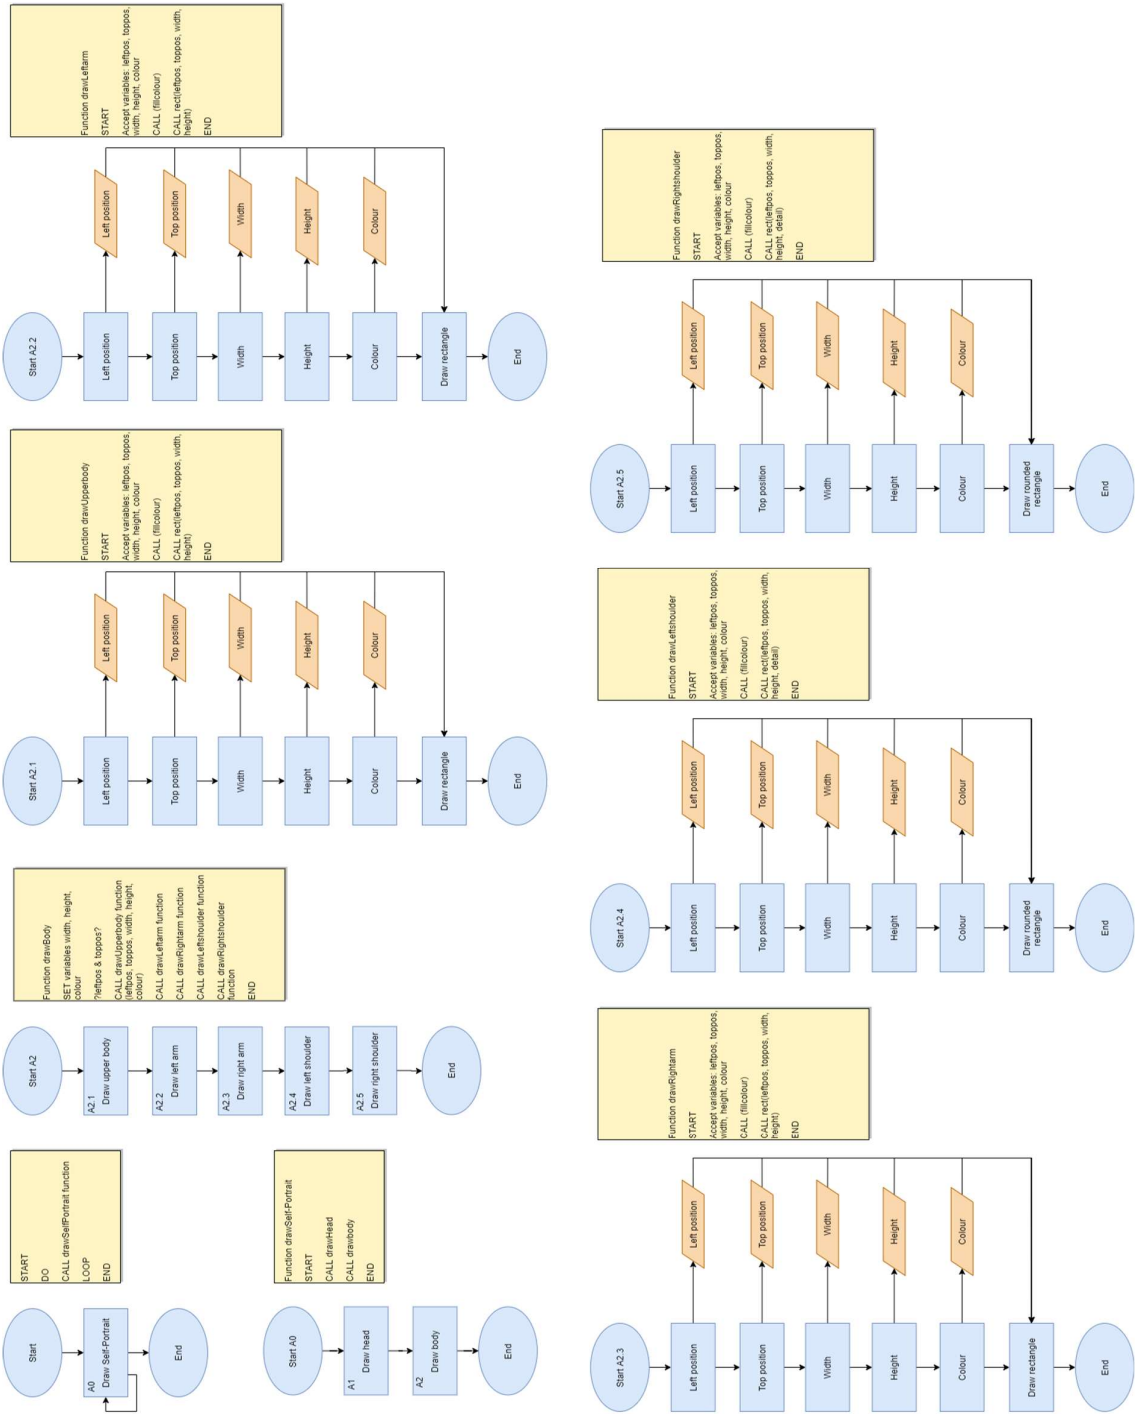 Start
A0
Draw Self-Portrait
End
START
DO
CALL drawSelfPortrait function
LOOP
END
Start A0
A1
Draw head
A2
Draw body
End
Function drawSelf-Portrait
START
CALL drawHead
CALL drawbody
END
Start A2
A2.1
Draw upper body
A2.2
Draw left arm
A2.3
Draw right arm
A2.4
Draw left shoulder
A2.5
Draw right shoulder
End
Function drawBody
SET variables width, height,
colour
?leftpos & toppos?
CALL drawUpperbody function
(leftpos, toppos, width, height,
colour)
CALL drawLeftarm function
CALL drawRightarm function
CALL drawLeftshoulder function
CALL drawRightshoulder
function
END
Start A2.1
Left position
Left position
Top position
Top position
Width
Width
Height
Height
Colour
Colour
Draw rectangle
End
Function drawUpperbody
START
Accept variables: leftpos, toppos,
width, height, colour
CALL (fillcolour)
CALL rect(leftpos, toppos, width,
height)
END
Start A2.2
Left position
Left position
Top position
Top position
Width
Width
Height
Height
Colour
Colour
Draw rectangle
End
Function drawLeftarm
START
Accept variables: leftpos, toppos,
width, height, colour
CALL (fillcolour)
CALL rect(leftpos, toppos, width,
height)
END
Start A2.3
Left position
Left position
Top position
Top position
Width
Width
Height
Height
Colour
Colour
Draw rectangle
End
Function drawRightarm
START
Accept variables: leftpos, toppos,
width, height, colour
CALL (fillcolour)
CALL rect(leftpos, toppos, width,
height)
END
Start A2.4
Left position
Left position
Top position
Top position
Width
Width
Height
Height
Colour
Colour
Draw rounded
rectangle
End
Function drawLeftshoulder
START
Accept variables: leftpos, toppos,
width, height, colour
CALL (fillcolour)
CALL rect(leftpos, toppos, width,
height, detail)
END
Start A2.5
Left position
Left position
Top position
Top position
Width
Width
Height
Height
Colour
Colour
Draw rounded
rectangle
End
Function drawRightshoulder
START
Accept variables: leftpos, toppos,
width, height, colour
CALL (fillcolour)
CALL rect(leftpos, toppos, width,
height, detail)
END